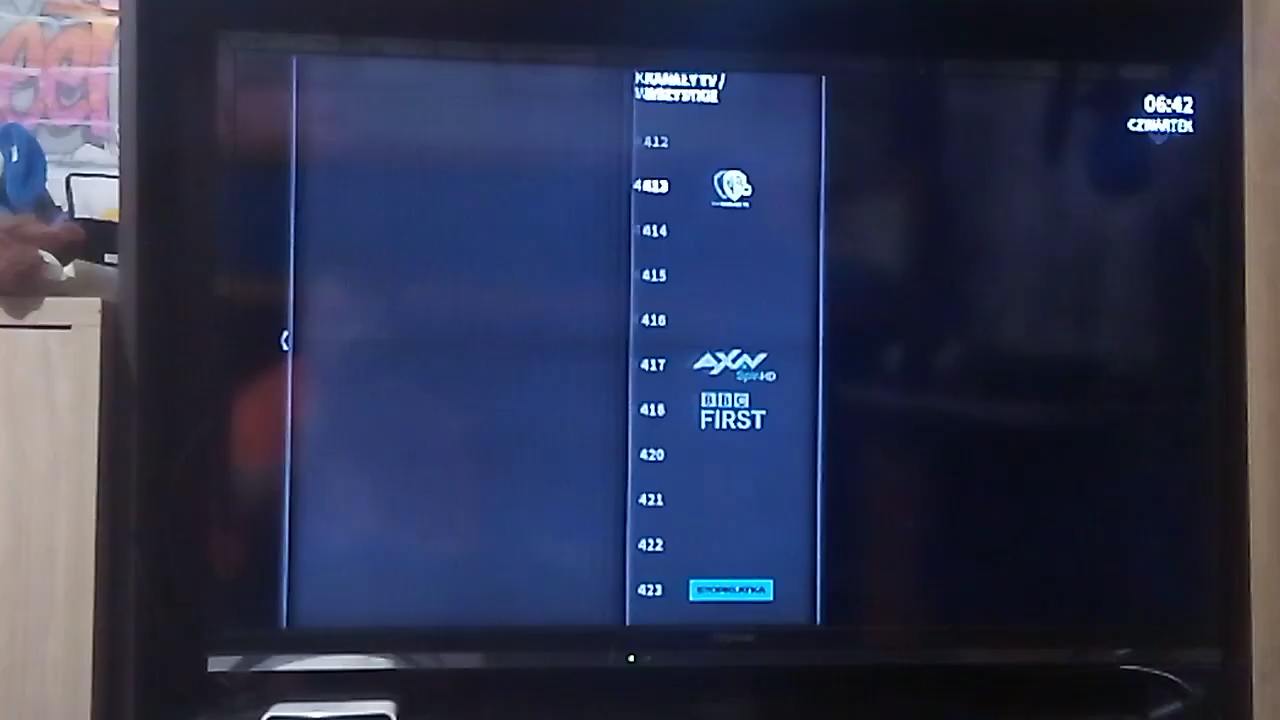 KANAŁY TV /
WSZYSTKIE
06:42
CZWARTEK
412
413
414
415
416
417 AXN
Spin HD
418 BBC
FIRST
420
421
422
423 STOPKLATKA